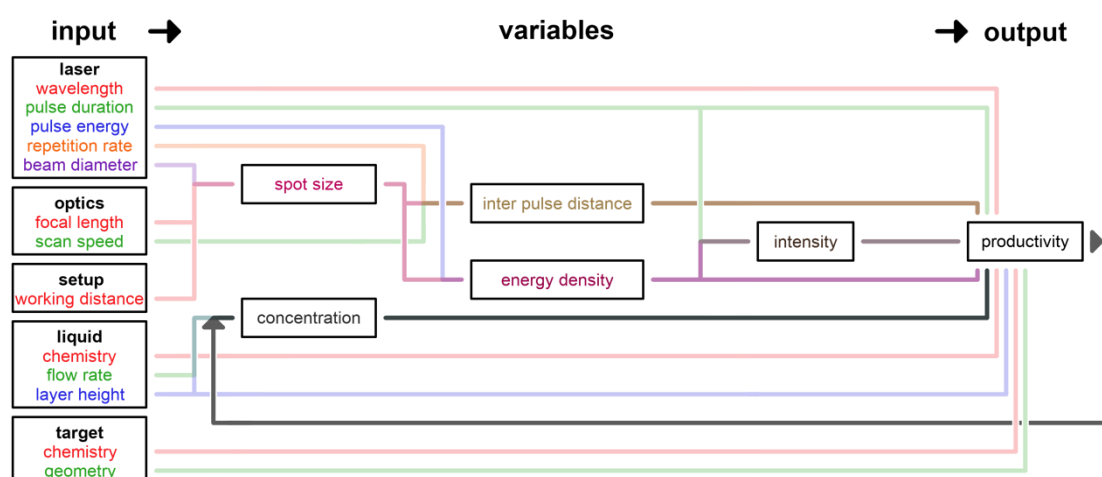 input
variables
output
laser
wavelength
pulse duration
pulse energy
repetition rate
beam diameter
optics
focal length
scan speed
setup
working distance
liquid
chemistry
flow rate
layer height
target
chemistry
geometry
spot size
inter pulse distance
energy density
concentration
intensity
productivity